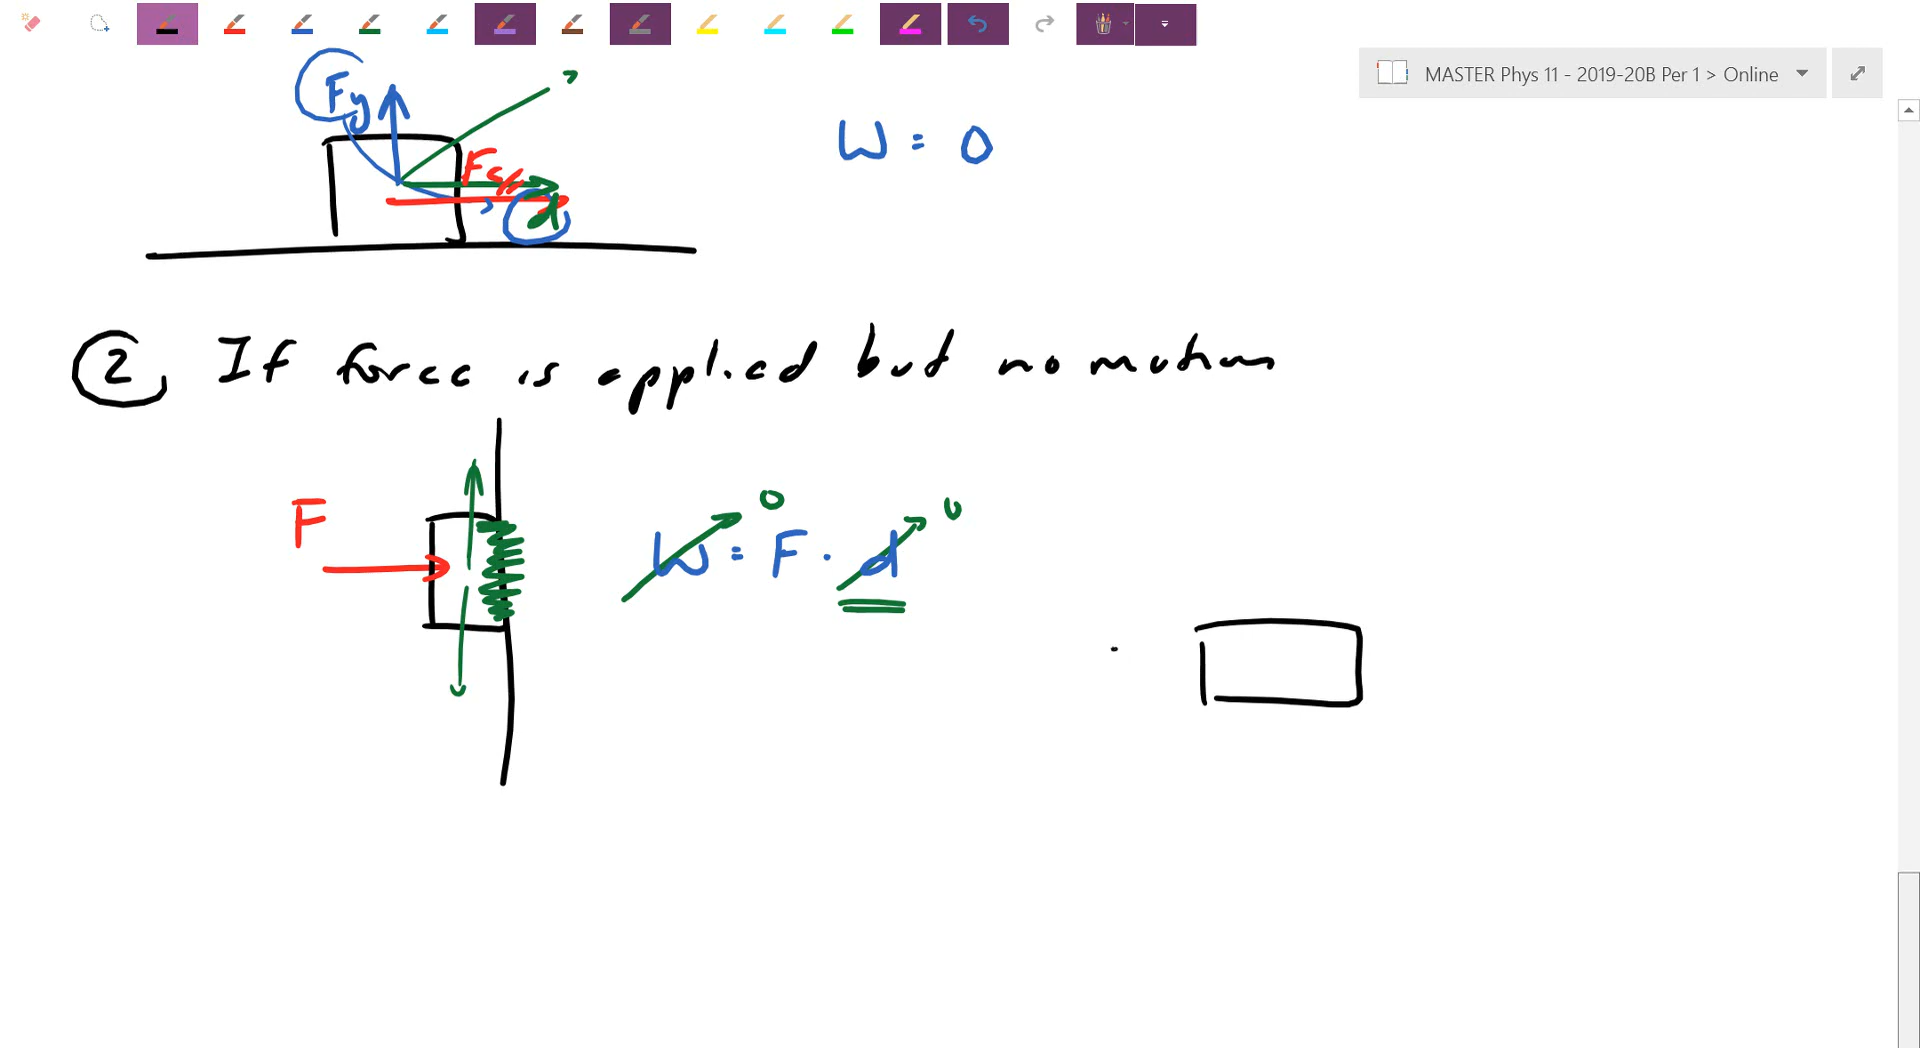 MASTER Phys 11 - 2019-20B Per 1 > Online
Fy
W = 0
F
d
② If force is applied but no motion
F
W = F · d
0
0